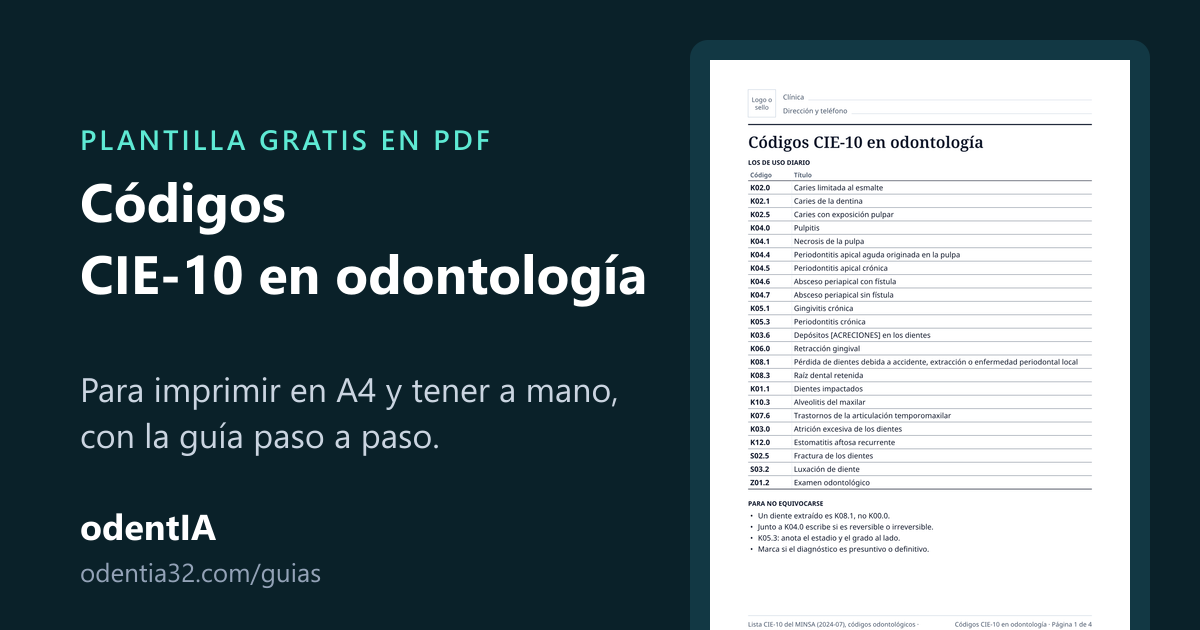 PLANTILLA GRATIS EN PDF
Códigos
CIE-10 en odontología
Para imprimir en A4 y tener a mano,
con la guía paso a paso.
odentIA
odentia32.com/guias
Logo o
sello
Clínica
Dirección y teléfono
Códigos CIE-10 en odontología
LOS DE USO DIARIO
Código Título
K02.0 Caries limitada al esmalte
K02.1 Caries de la dentina
K02.5 Caries con exposición pulpar
K04.0 Pulpitis
K04.1 Necrosis de la pulpa
K04.4 Periodontitis apical aguda originada en la pulpa
K04.5 Periodontitis apical crónica
K04.6 Absceso periapical con fístula
K04.7 Absceso periapical sin fístula
K05.1 Gingivitis crónica
K05.3 Periodontitis crónica
K03.6 Depósitos [ACRECIONES] en los dientes
K06.0 Retracción gingival
K08.1 Pérdida de dientes debida a accidente, extracción o enfermedad periodontal local
K08.3 Raíz dental retenida
K01.1 Dientes impactados
K10.3 Alveolitis del maxilar
K07.6 Trastornos de la articulación temporomaxilar
K03.0 Atrición excesiva de los dientes
K12.0 Estomatitis aftosa recurrente
S02.5 Fractura de los dientes
S03.2 Luxación de diente
Z01.2 Examen odontológico
PARA NO EQUIVOCARSE
• Un diente extraído es K08.1, no K00.0.
• Junto a K04.0 escribe si es reversible o irreversible.
• K05.3: anota el estadio y el grado al lado.
• Marca si el diagnóstico es presuntivo o definitivo.
Lista CIE-10 del MINSA (2024-07), códigos odontológicos · Códigos CIE-10 en odontología · Página 1 de 4